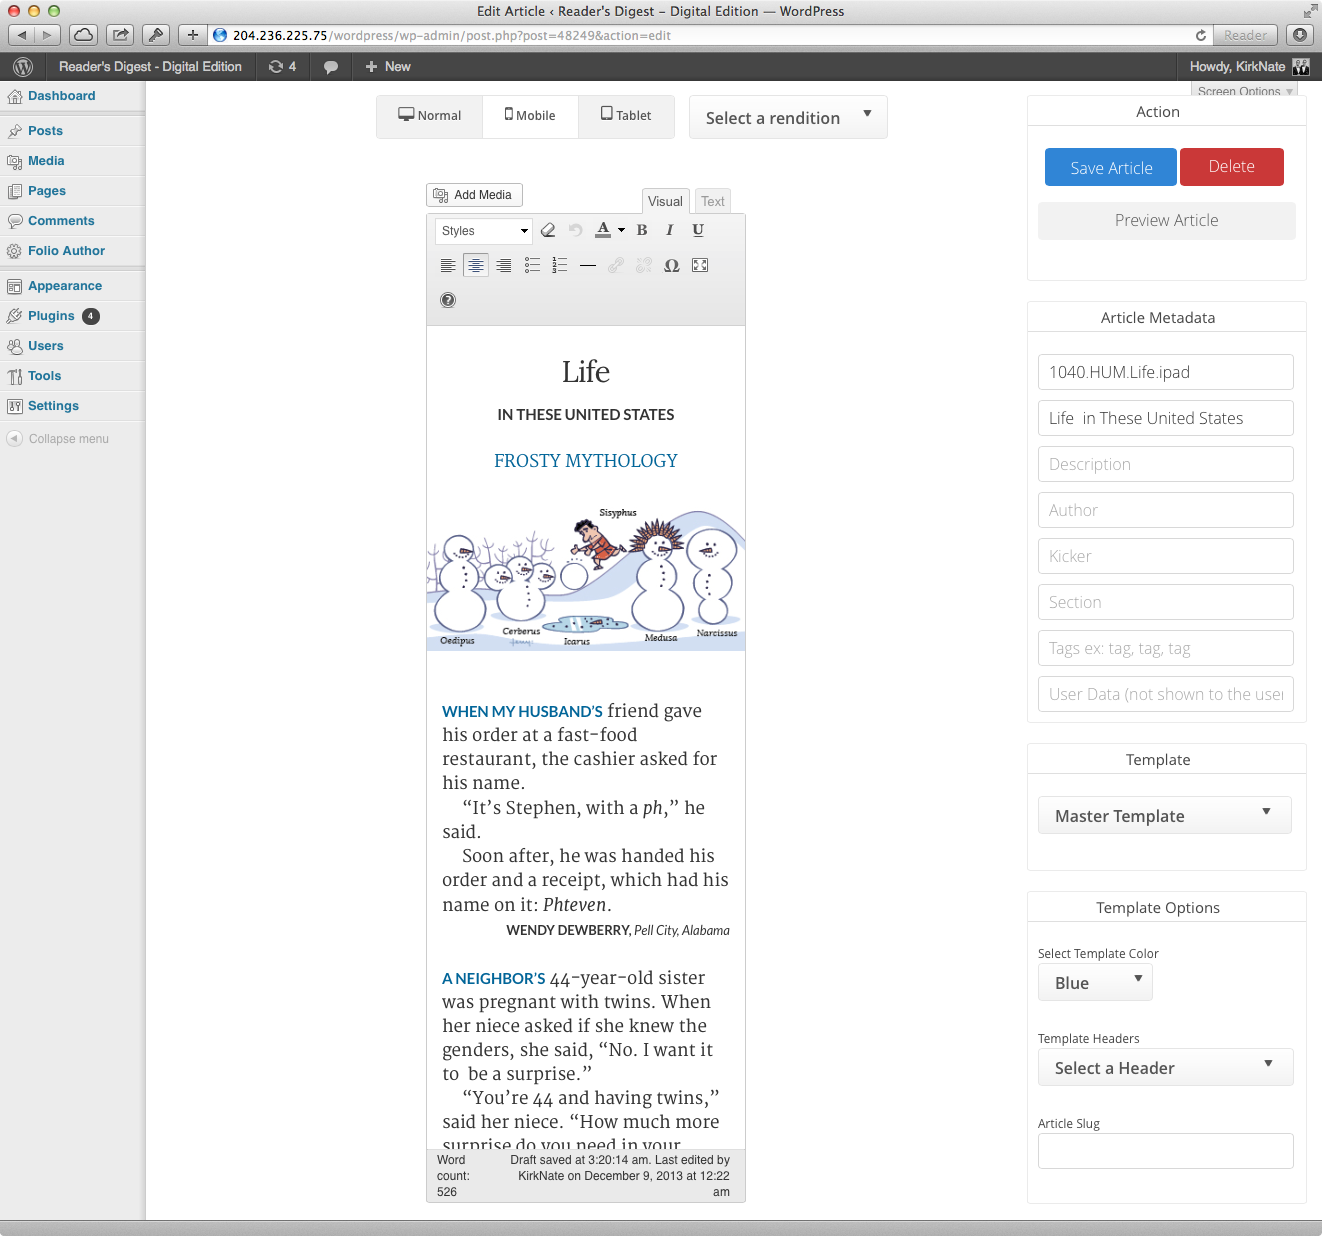 Edit Article ‹ Reader's Digest – Digital Edition — WordPress
204.236.225.75/wordpress/wp-admin/post.php?post=48249&action=edit
Reader
Reader's Digest - Digital Edition
4
New
Howdy, KirkNate
Screen Options
Dashboard
Posts
Media
Pages
Comments
Folio Author
Appearance
Plugins 4
Users
Tools
Settings
Collapse menu
Normal
Mobile
Tablet
Select a rendition
Add Media
Visual
Text
Styles
A
B
I
U
Ω
?
Life
IN THESE UNITED STATES
FROSTY MYTHOLOGY
Sisyphus
Oedipus
Cerberus
Icarus
Medusa
Narcissus
WHEN MY HUSBAND’S friend gave
his order at a fast-food
restaurant, the cashier asked for
his name.
“It’s Stephen, with a ph,” he
said.
Soon after, he was handed his
order and a receipt, which had his
name on it: Phteven.
WENDY DEWBERRY, Pell City, Alabama
A NEIGHBOR’S 44-year-old sister
was pregnant with twins. When
her niece asked if she knew the
genders, she said, “No. I want it
to  be a surprise.”
“You’re 44 and having twins,”
said her niece. “How much more
surprise do you need in your
Word
count:
526
Draft saved at 3:20:14 am. Last edited by
KirkNate on December 9, 2013 at 12:22
am
Action
Save Article
Delete
Preview Article
Article Metadata
1040.HUM.Life.ipad
Life  in These United States
Description
Author
Kicker
Section
Tags ex: tag, tag, tag
User Data (not shown to the user
Template
Master Template
Template Options
Select Template Color
Blue
Template Headers
Select a Header
Article Slug